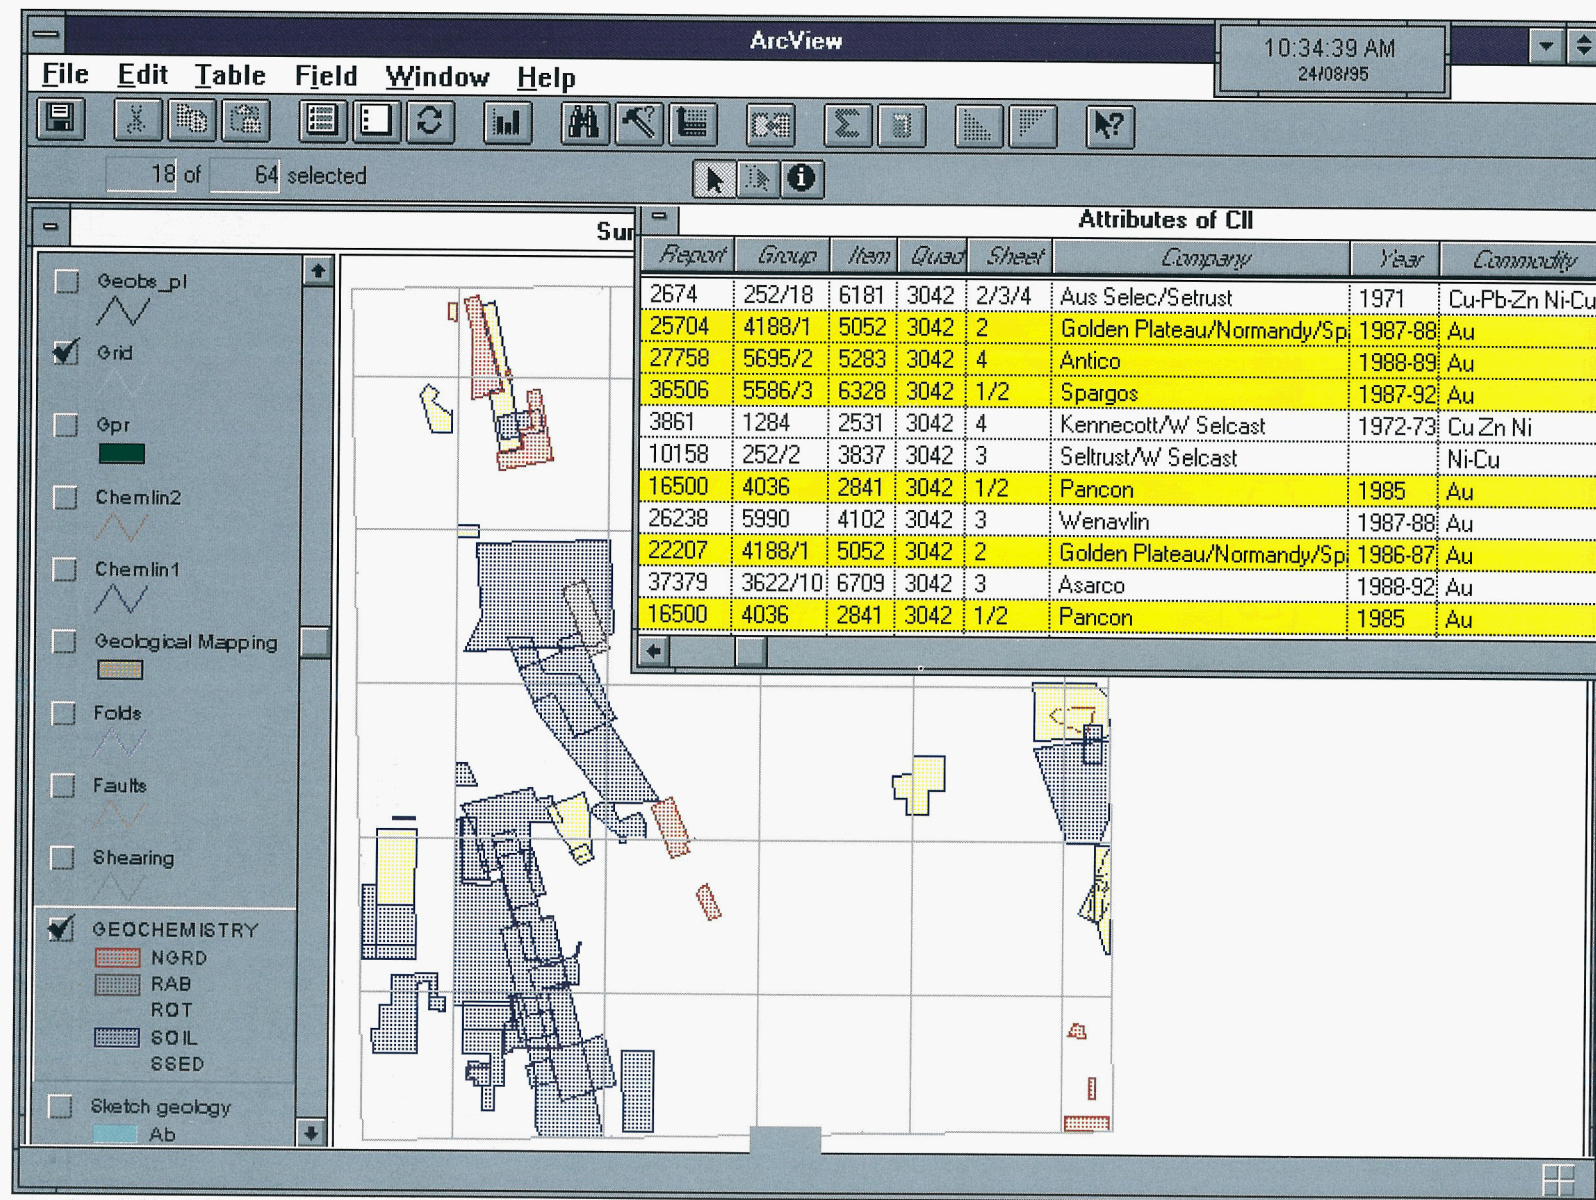 ArcView
10:34:39 AM
24/08/95
File Edit Table Field Window Help
18 of 64 selected
Sur
Attributes of CII
Report Group Item Quad Sheet Company Year Commodity
2674 252/18 6181 3042 2/3/4 Aus Selec/Setrust 1971 Cu-Pb-Zn Ni-Cu
25704 4188/1 5052 3042 2 Golden Plateau/Normandy/Sp 1987-88 Au
27758 5695/2 5283 3042 4 Antico 1988-89 Au
36506 5586/3 6328 3042 1/2 Spargos 1987-92 Au
3861 1284 2531 3042 4 Kennecott/W Selcast 1972-73 Cu Zn Ni
10158 252/2 3837 3042 3 Seltrust/W Selcast Ni-Cu
16500 4036 2841 3042 1/2 Pancon 1985 Au
26238 5990 4102 3042 3 Wenavlin 1987-88 Au
22207 4188/1 5052 3042 2 Golden Plateau/Normandy/Sp 1986-87 Au
37379 3622/10 6709 3042 3 Asarco 1988-92 Au
16500 4036 2841 3042 1/2 Pancon 1985 Au
Geobs_pl
Grid
Gpr
Chemlin2
Chemlin1
Geological Mapping
Folds
Faults
Shearing
GEOCHEMISTRY
NGRD
RAB
ROT
SOIL
SSED
Sketch geology
Ab